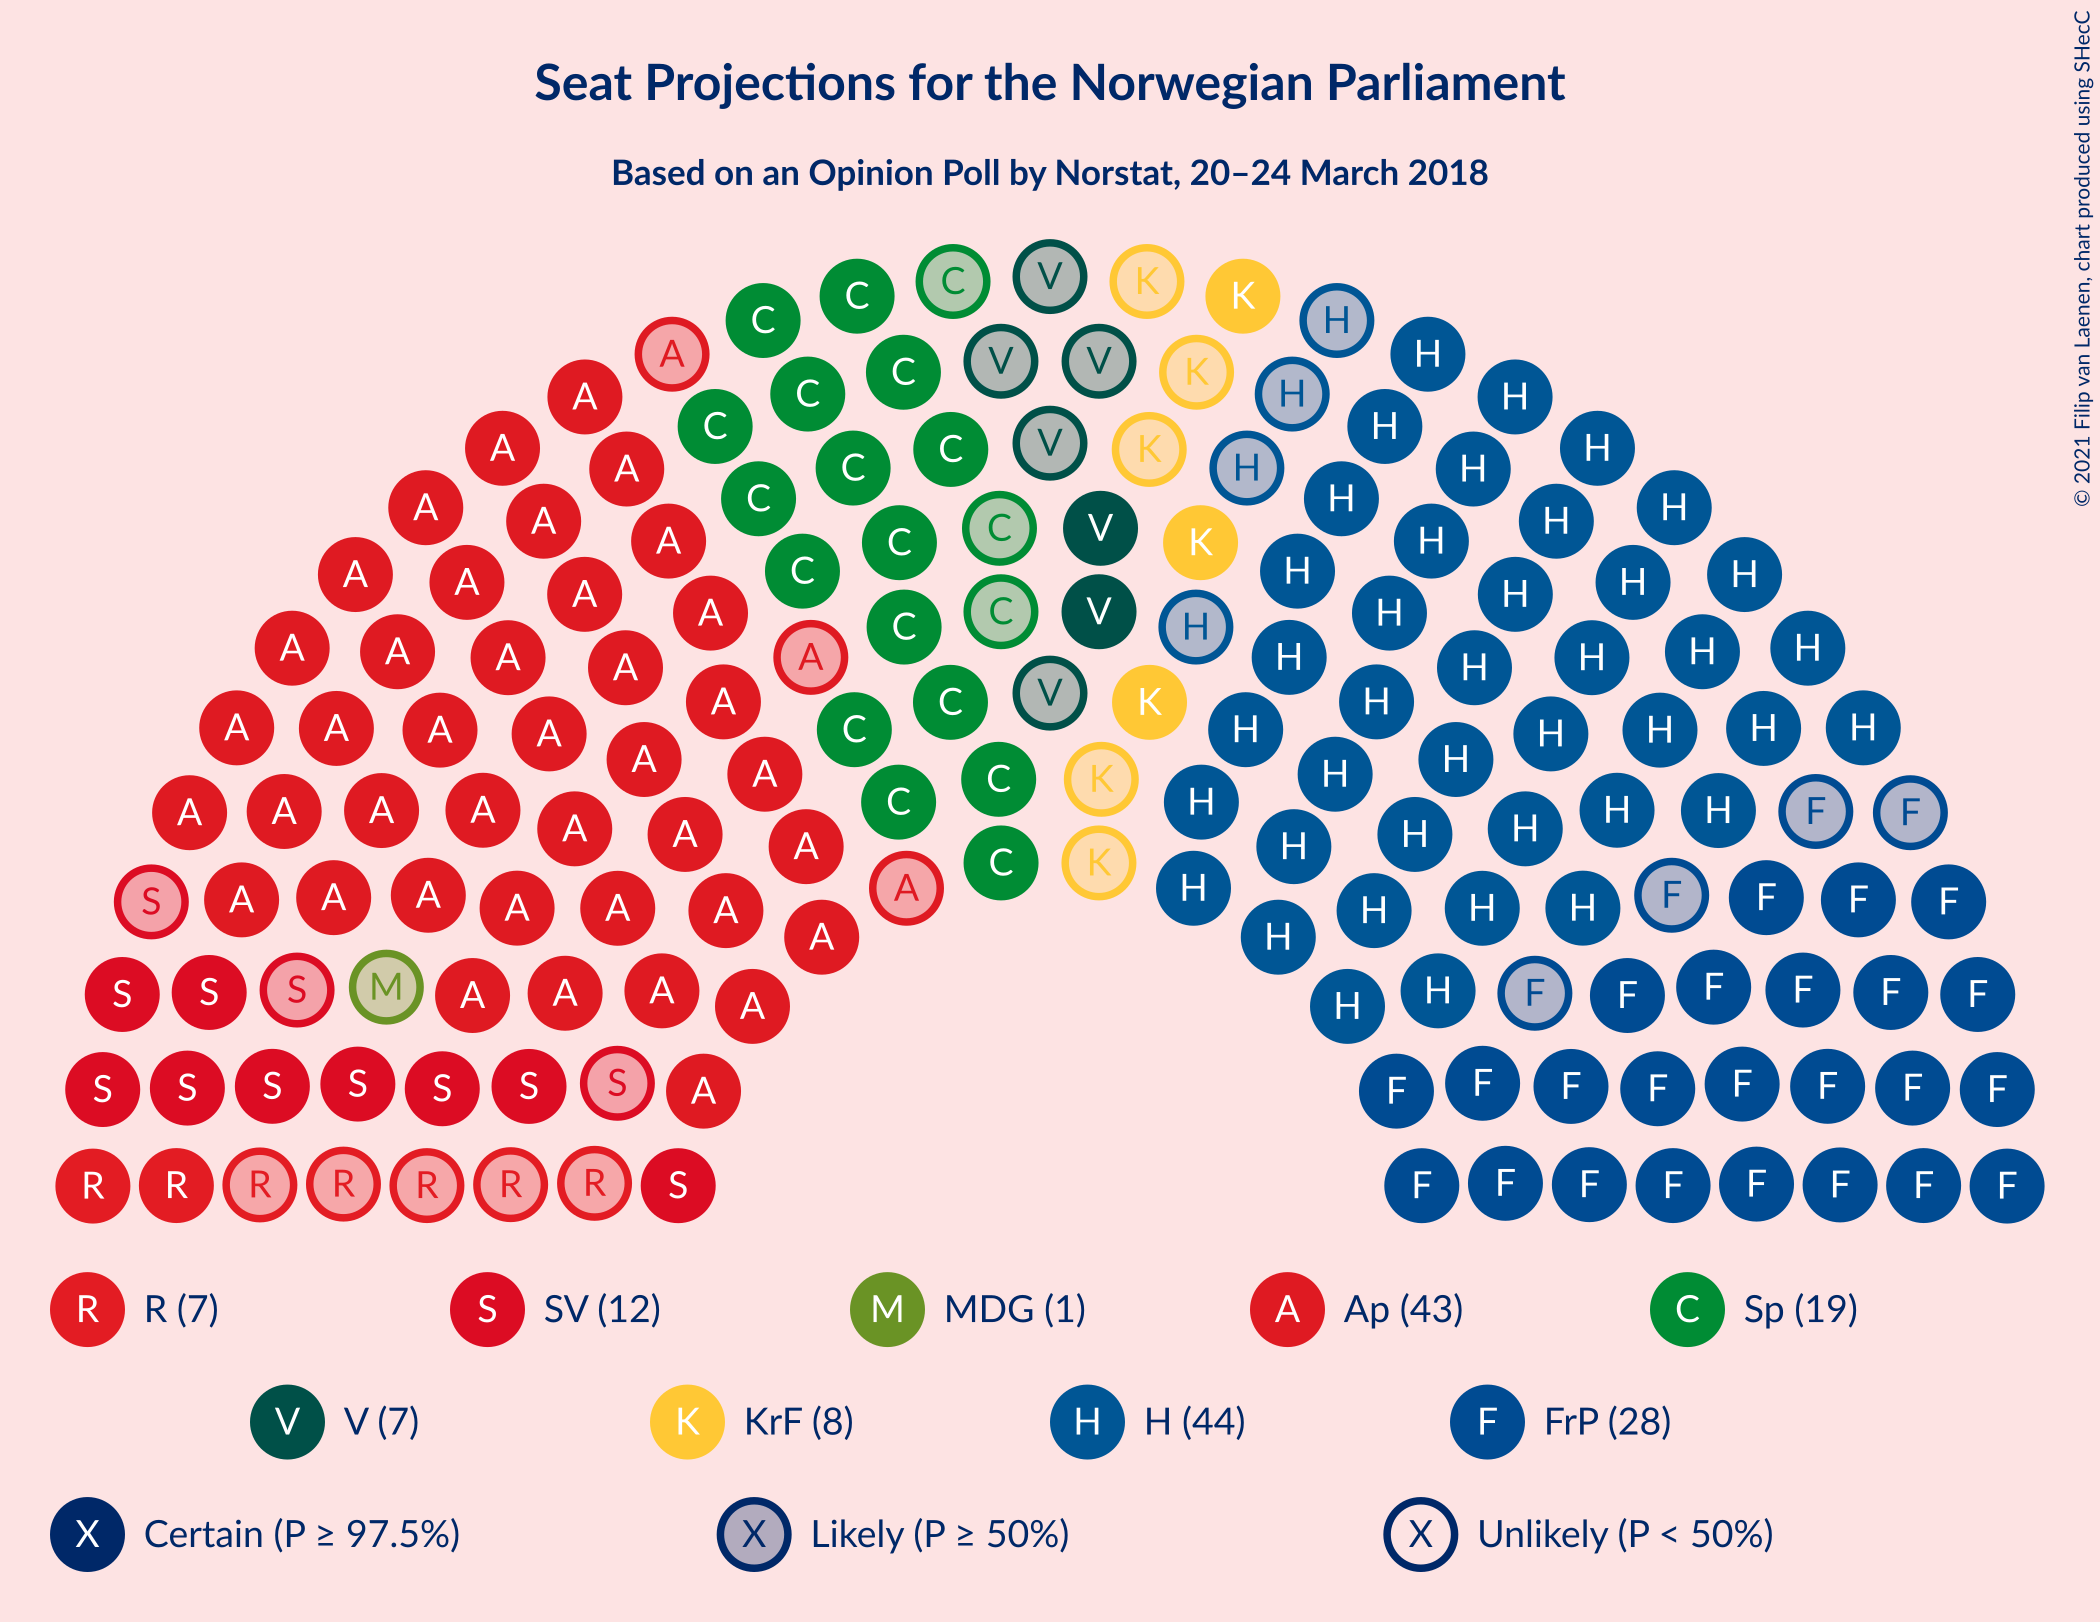 Seat Projections for the Norwegian Parliament
Based on an Opinion Poll by Norstat, 20–24 March 2018
© 2021 Filip van Laenen, chart produced using SHecC
C C C V K K H
A C C C V V K H H H
A A C C C V K H H H H
A A A C C C V K H H H H H
A A A A C C V H H H H H H
A A A A A A C C V K H H H H H H
A A A A A A A C C K H H H H H H H
A A A A A A A A C K H H H H H H F F
S A A A A A A A A H H H H H F F F F
S S S M A A A A H H F F F F F F
S S S S S S S A F F F F F F F F
R R R R R R R S F F F F F F F F
R R (7) S SV (12) M MDG (1) A Ap (43) C Sp (19)
V V (7) K KrF (8) H H (44) F FrP (28)
X Certain (P ≥ 97.5%) X Likely (P ≥ 50%) X Unlikely (P < 50%)